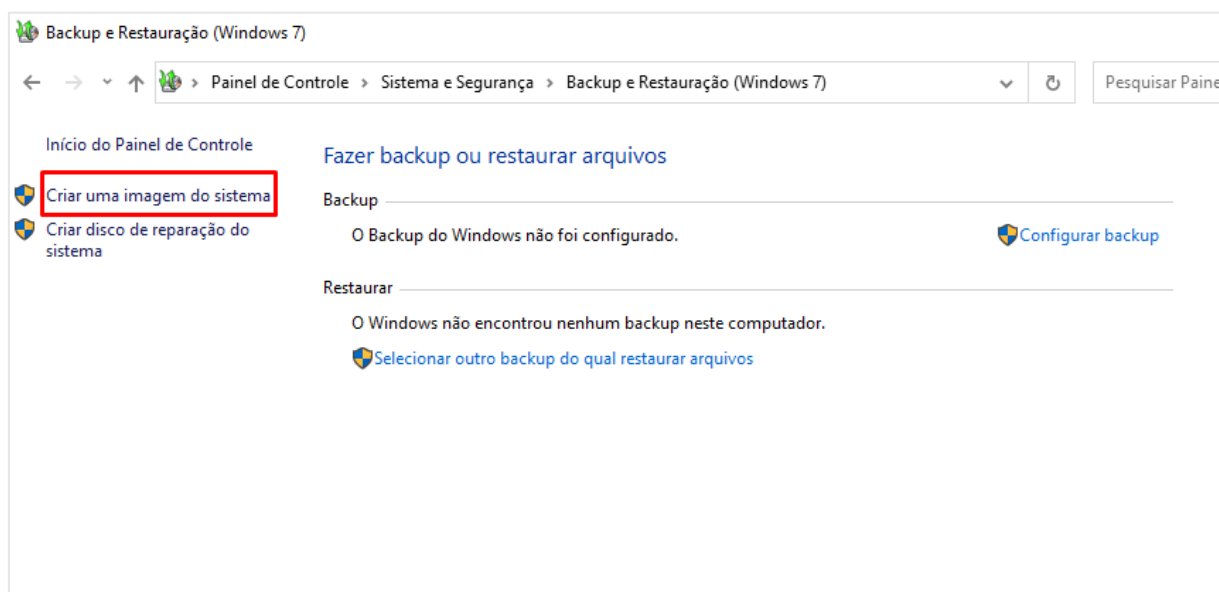 Backup e Restauração (Windows 7)
Painel de Controle > Sistema e Segurança > Backup e Restauração (Windows 7)
Pesquisar Paine
Início do Painel de Controle
Criar uma imagem do sistema
Criar disco de reparação do
sistema
Fazer backup ou restaurar arquivos
Backup
O Backup do Windows não foi configurado.
Configurar backup
Restaurar
O Windows não encontrou nenhum backup neste computador.
Selecionar outro backup do qual restaurar arquivos